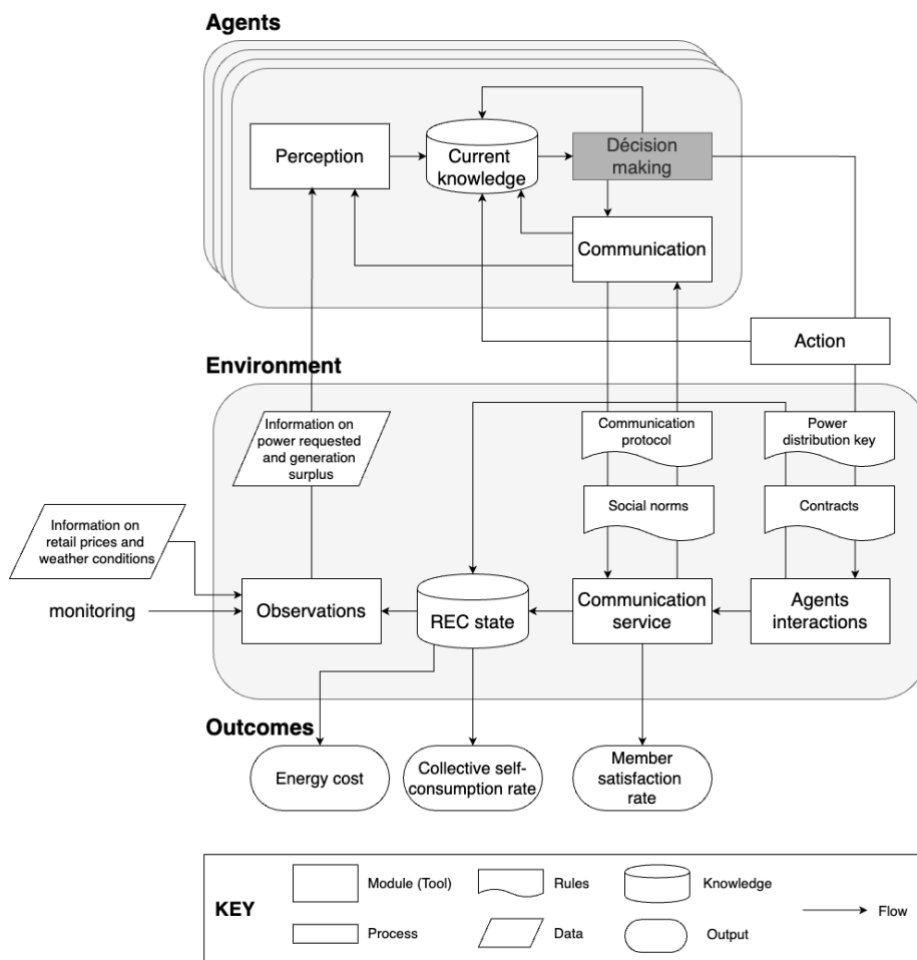 Agents
Perception
Current
knowledge
Décision
making
Communication
Action
Environment
Information on
power requested
and generation
surplus
Communication
protocol
Power
distribution key
Information on
retail prices and
weather conditions
Social norms
Contracts
monitoring
Observations
REC state
Communication
service
Agents
interactions
Outcomes
Energy cost
Collective self-
consumption rate
Member
satisfaction
rate
KEY
Module (Tool)
Rules
Knowledge
Flow
Process
Data
Output